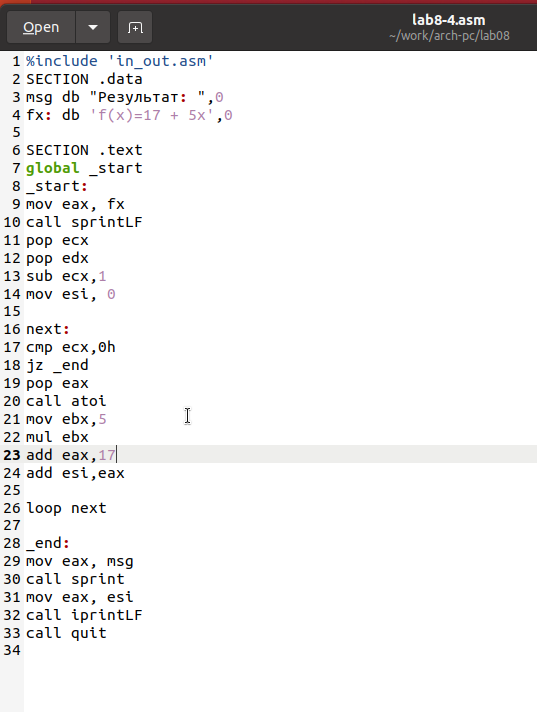 Open
lab8-4.asm
~/work/arch-pc/lab08
1 %include 'in_out.asm'
2 SECTION .data
3 msg db "Результат: ",0
4 fx: db 'f(x)=17 + 5x',0
5
6 SECTION .text
7 global _start
8 _start:
9 mov eax, fx
10 call sprintLF
11 pop ecx
12 pop edx
13 sub ecx,1
14 mov esi, 0
15
16 next:
17 cmp ecx,0h
18 jz _end
19 pop eax
20 call atoi
21 mov ebx,5
22 mul ebx
23 add eax,17
24 add esi,eax
25
26 loop next
27
28 _end:
29 mov eax, msg
30 call sprint
31 mov eax, esi
32 call iprintLF
33 call quit
34